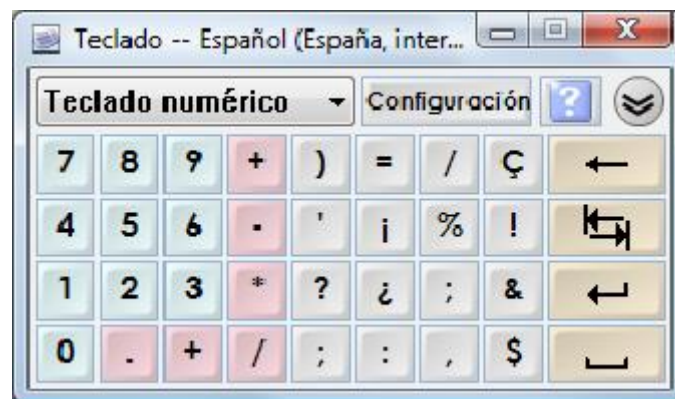 Teclado -- Español (España, inter...
Teclado numérico Configuración ?
7 8 9 + ) = / Ç ←
4 5 6 - ' ¡ % ! ↹
1 2 3 * ? ¿ ; & ↵
0 . + / ; : , $ ⎵